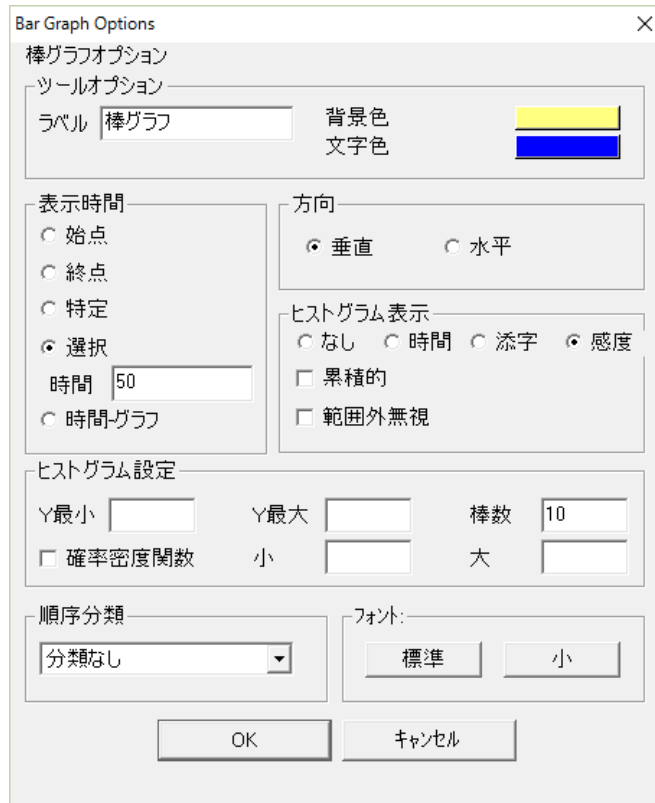 Bar Graph Options
棒グラフオプション
ツールオプション
ラベル 棒グラフ 背景色
文字色
表示時間
始点
終点
特定
選択
時間 50
時間-グラフ
方向
垂直 水平
ヒストグラム表示
なし 時間 添字 感度
累積的
範囲外無視
ヒストグラム設定
Y最小 Y最大 棒数 10
確率密度関数 小 大
順序分類
分類なし
フォント:
標準 小
OK キャンセル